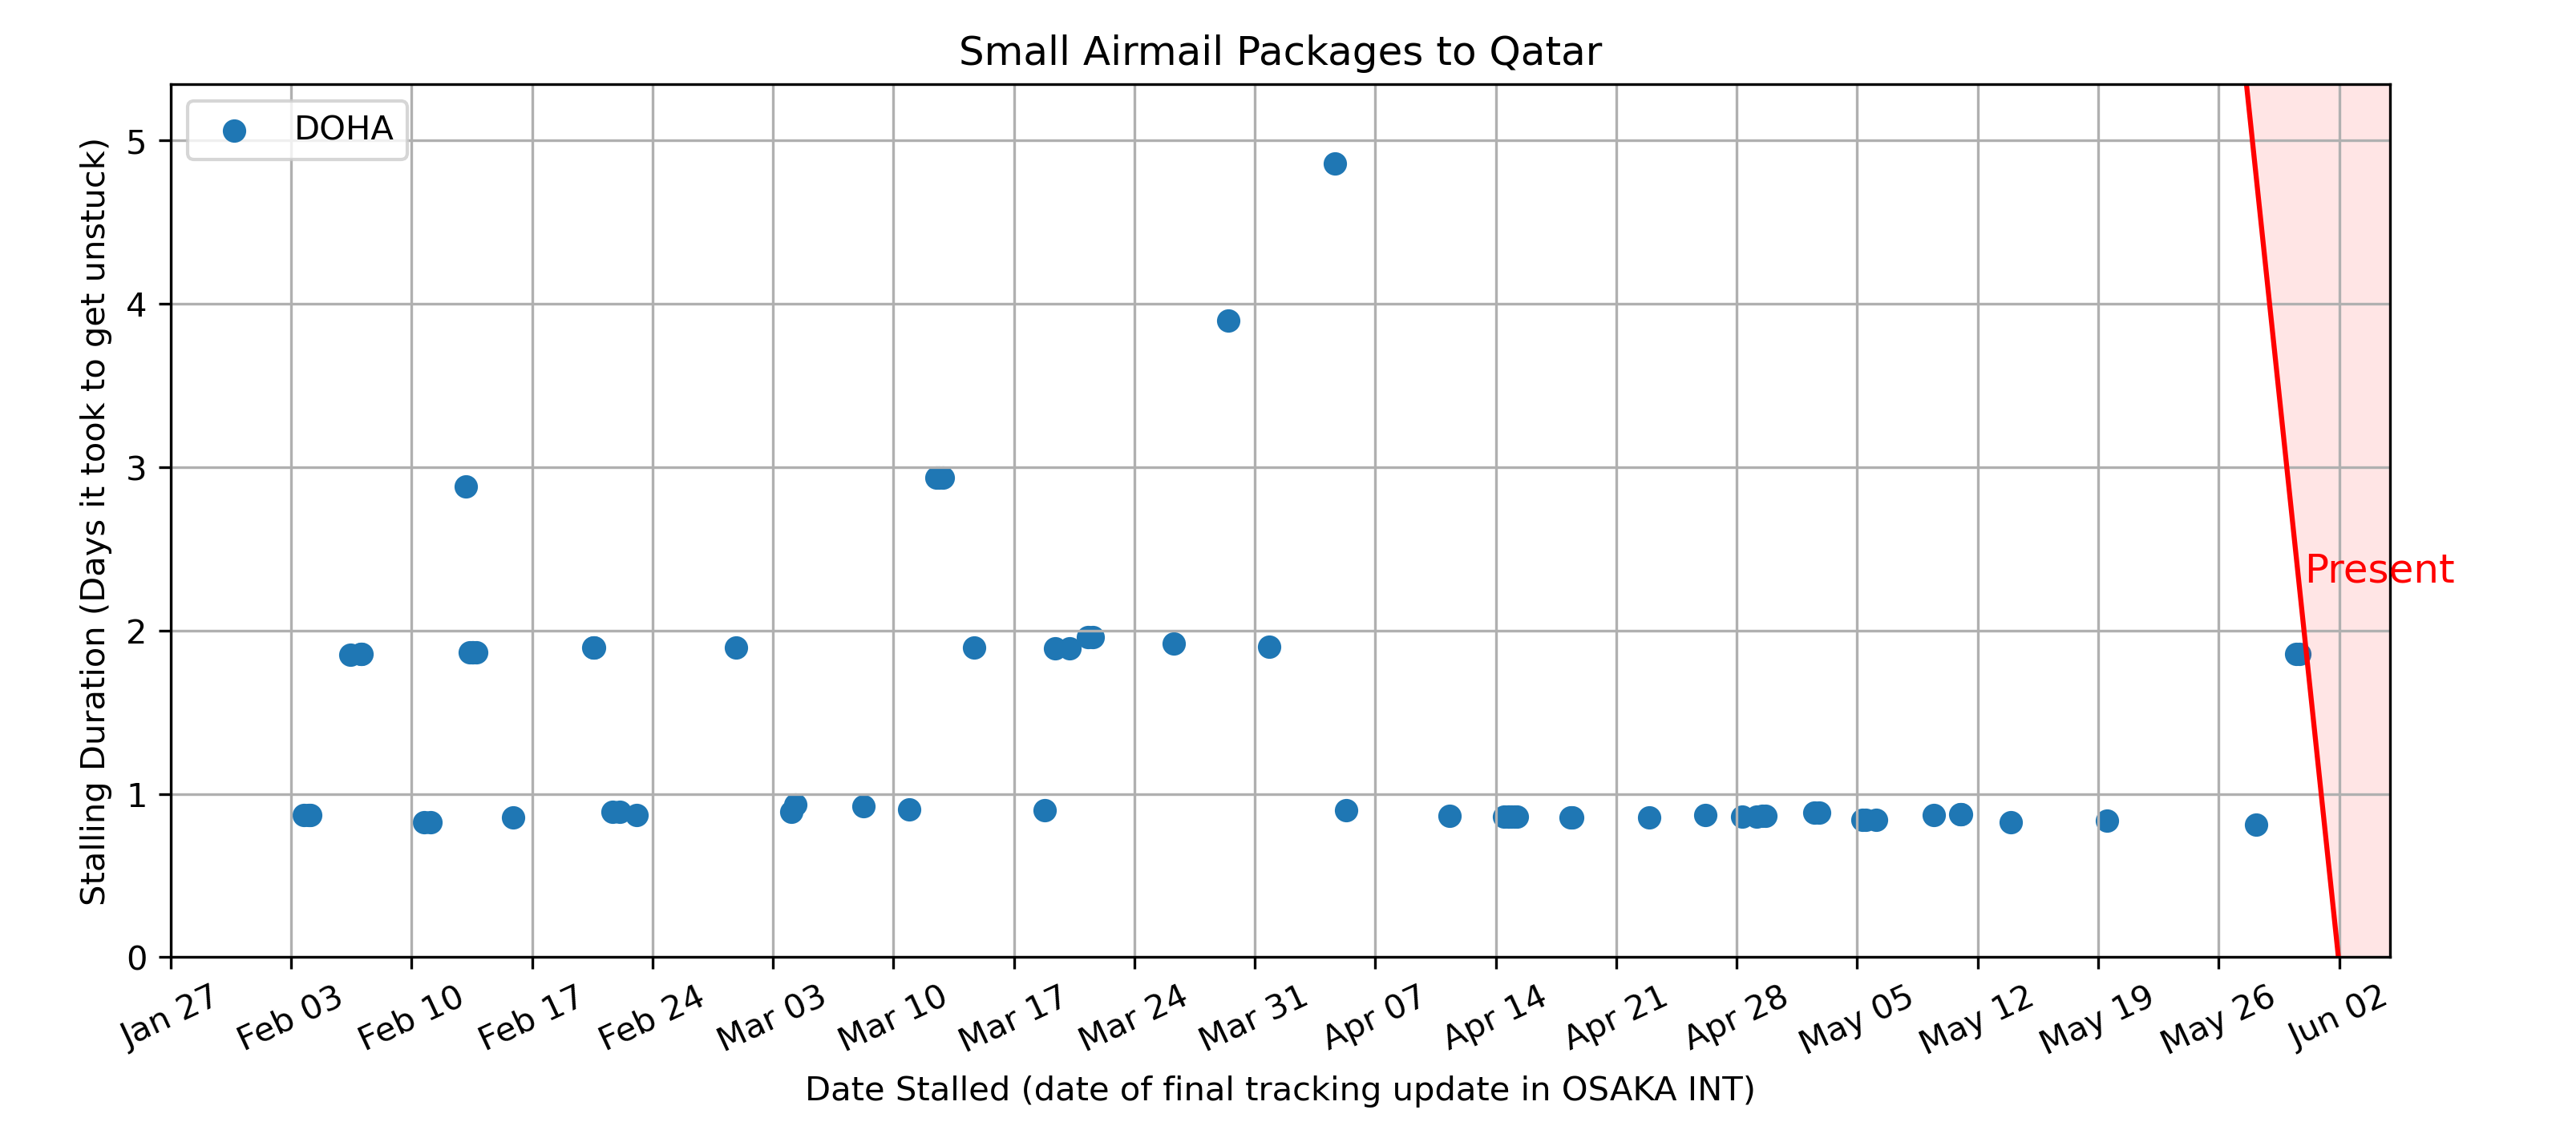 Small Airmail Packages to Qatar
DOHA
Stalling Duration (Days it took to get unstuck)
5
4
3
2
1
0
Present
Jan 27
Feb 03
Feb 10
Feb 17
Feb 24
Mar 03
Mar 10
Mar 17
Mar 24
Mar 31
Apr 07
Apr 14
Apr 21
Apr 28
May 05
May 12
May 19
May 26
Jun 02
Date Stalled (date of final tracking update in OSAKA INT)